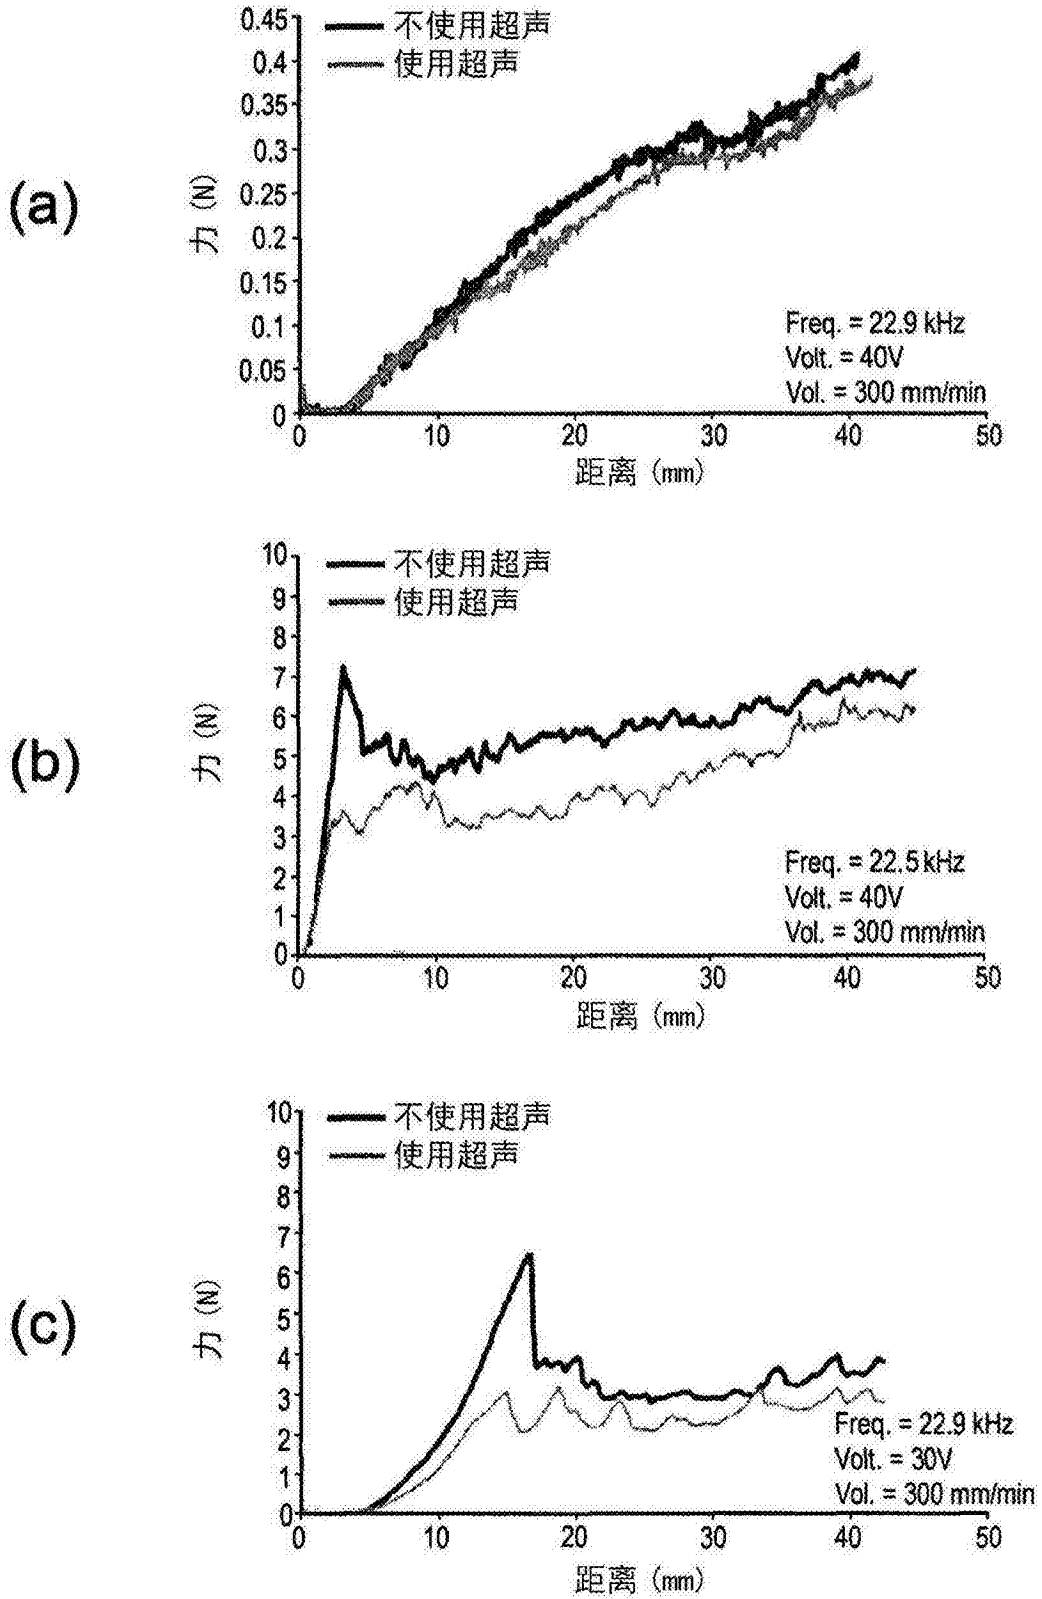 (a)
不使用超声
使用超声
0.45
0.4
0.35
0.3
0.25
0.2
0.15
0.1
0.05
0
力 (N)
Freq. = 22.9 kHz
Volt. = 40V
Vol. = 300 mm/min
0 10 20 30 40 50
距离 (mm)
(b)
不使用超声
使用超声
10
9
8
7
6
5
4
3
2
1
0
力 (N)
Freq. = 22.5 kHz
Volt. = 40V
Vol. = 300 mm/min
0 10 20 30 40 50
距离 (mm)
(c)
不使用超声
使用超声
10
9
8
7
6
5
4
3
2
1
0
力 (N)
Freq. = 22.9 kHz
Volt. = 30V
Vol. = 300 mm/min
0 10 20 30 40 50
距离 (mm)